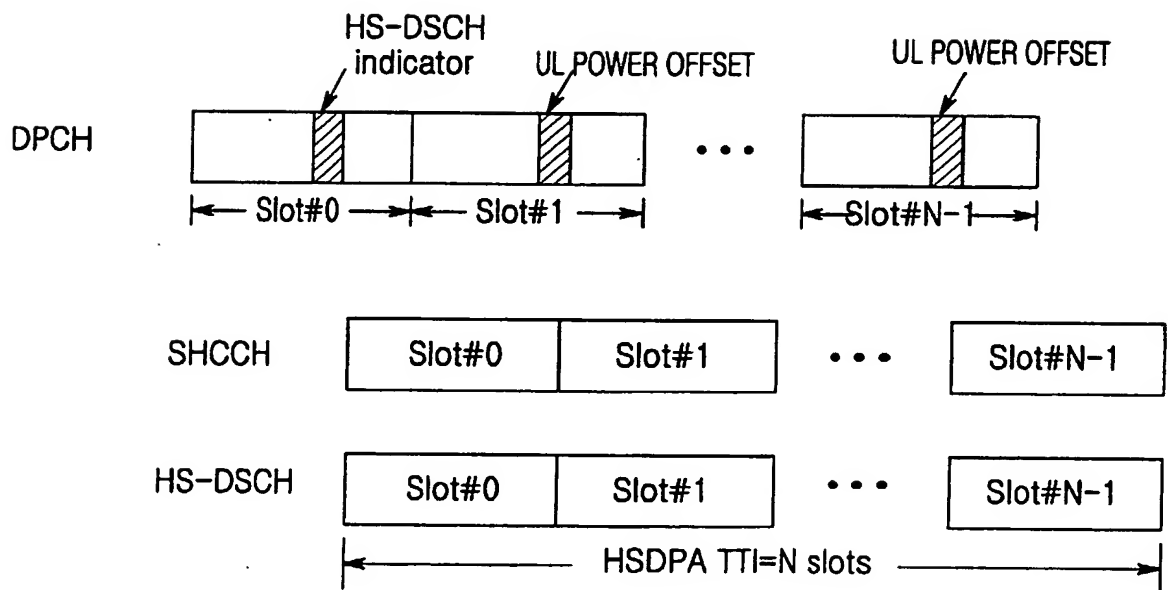 HS-DSCH
indicator
UL POWER OFFSET
UL POWER OFFSET
DPCH
• • •
Slot#0
Slot#1
Slot#N-1
SHCCH
Slot#0
Slot#1
• • •
Slot#N-1
HS-DSCH
Slot#0
Slot#1
• • •
Slot#N-1
HSDPA TTI=N slots